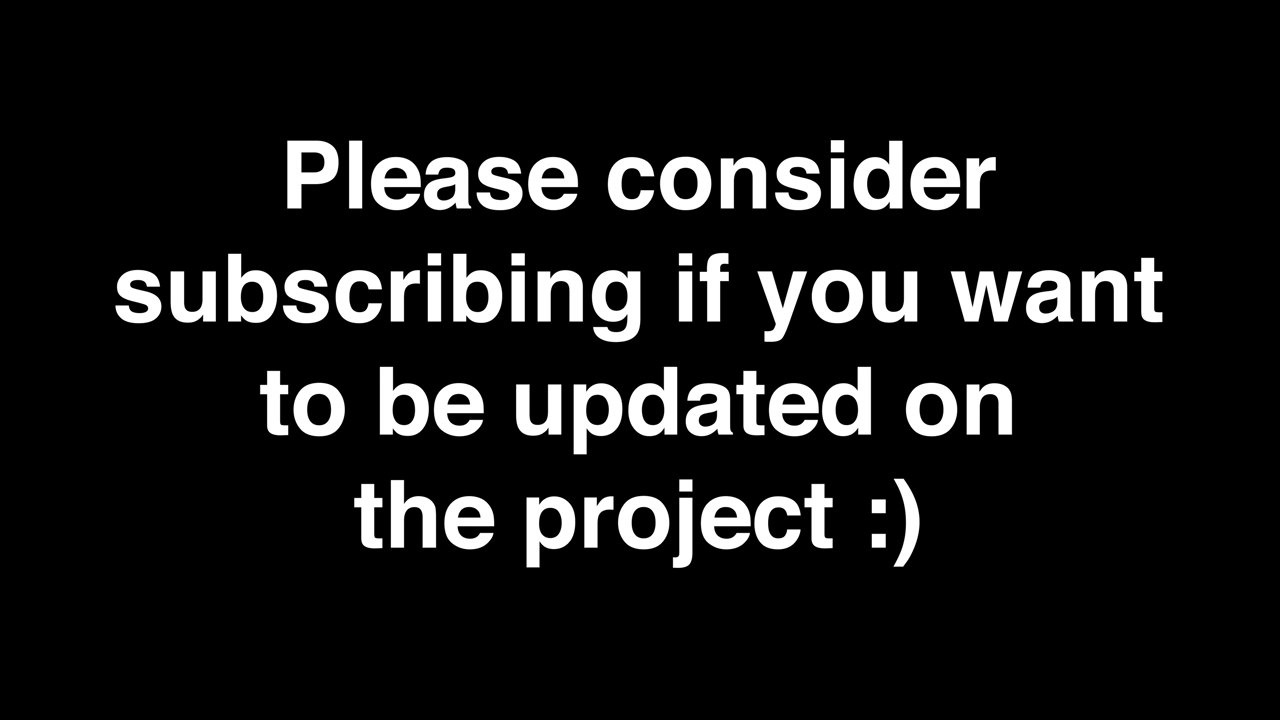 Please consider
subscribing if you want
to be updated on
the project :)